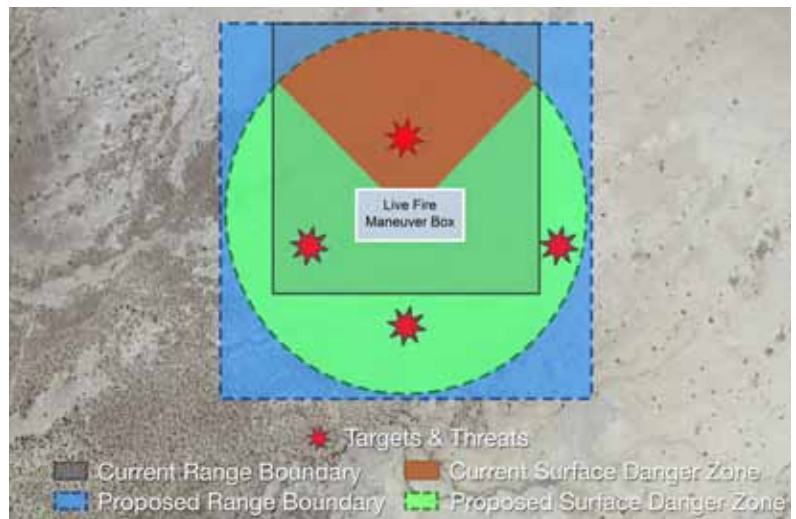 Live Fire
Maneuver Box
Targets & Threats
Current Range Boundary
Current Surface Danger Zone
Proposed Range Boundary
Proposed Surface Danger Zone